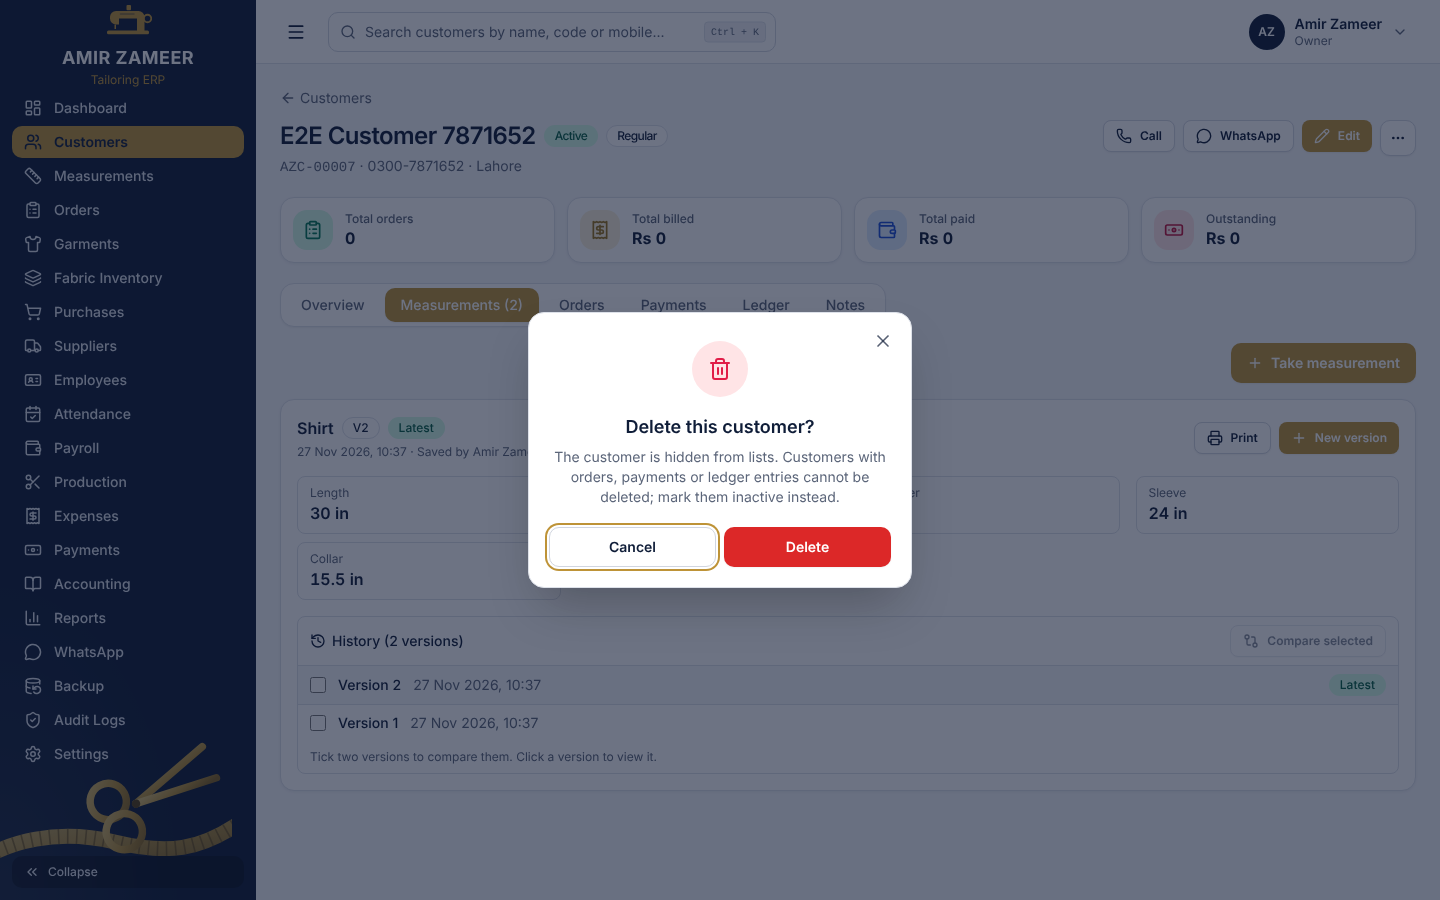 AMIR ZAMEER
Tailoring ERP
Dashboard
Customers
Measurements
Orders
Garments
Fabric Inventory
Purchases
Suppliers
Employees
Attendance
Payroll
Production
Expenses
Payments
Accounting
Reports
WhatsApp
Backup
Audit Logs
Settings
Collapse
Search customers by name, code or mobile...
Ctrl + K
AZ
Amir Zameer
Owner
Customers
E2E Customer 7871652
Active
Regular
AZC-00007 · 0300-7871652 · Lahore
Call
WhatsApp
Edit
Total orders
0
Total billed
Rs 0
Total paid
Rs 0
Outstanding
Rs 0
Overview
Measurements (2)
Orders
Payments
Ledger
Notes
Take measurement
Shirt
V2
Latest
27 Nov 2026, 10:37 · Saved by Amir
Print
New version
Length
30 in
Sleeve
24 in
Collar
15.5 in
Delete this customer?
The customer is hidden from lists. Customers with
orders, payments or ledger entries cannot be
deleted; mark them inactive instead.
Cancel
Delete
History (2 versions)
Compare selected
Version 2
27 Nov 2026, 10:37
Latest
Version 1
27 Nov 2026, 10:37
Tick two versions to compare them. Click a version to view it.